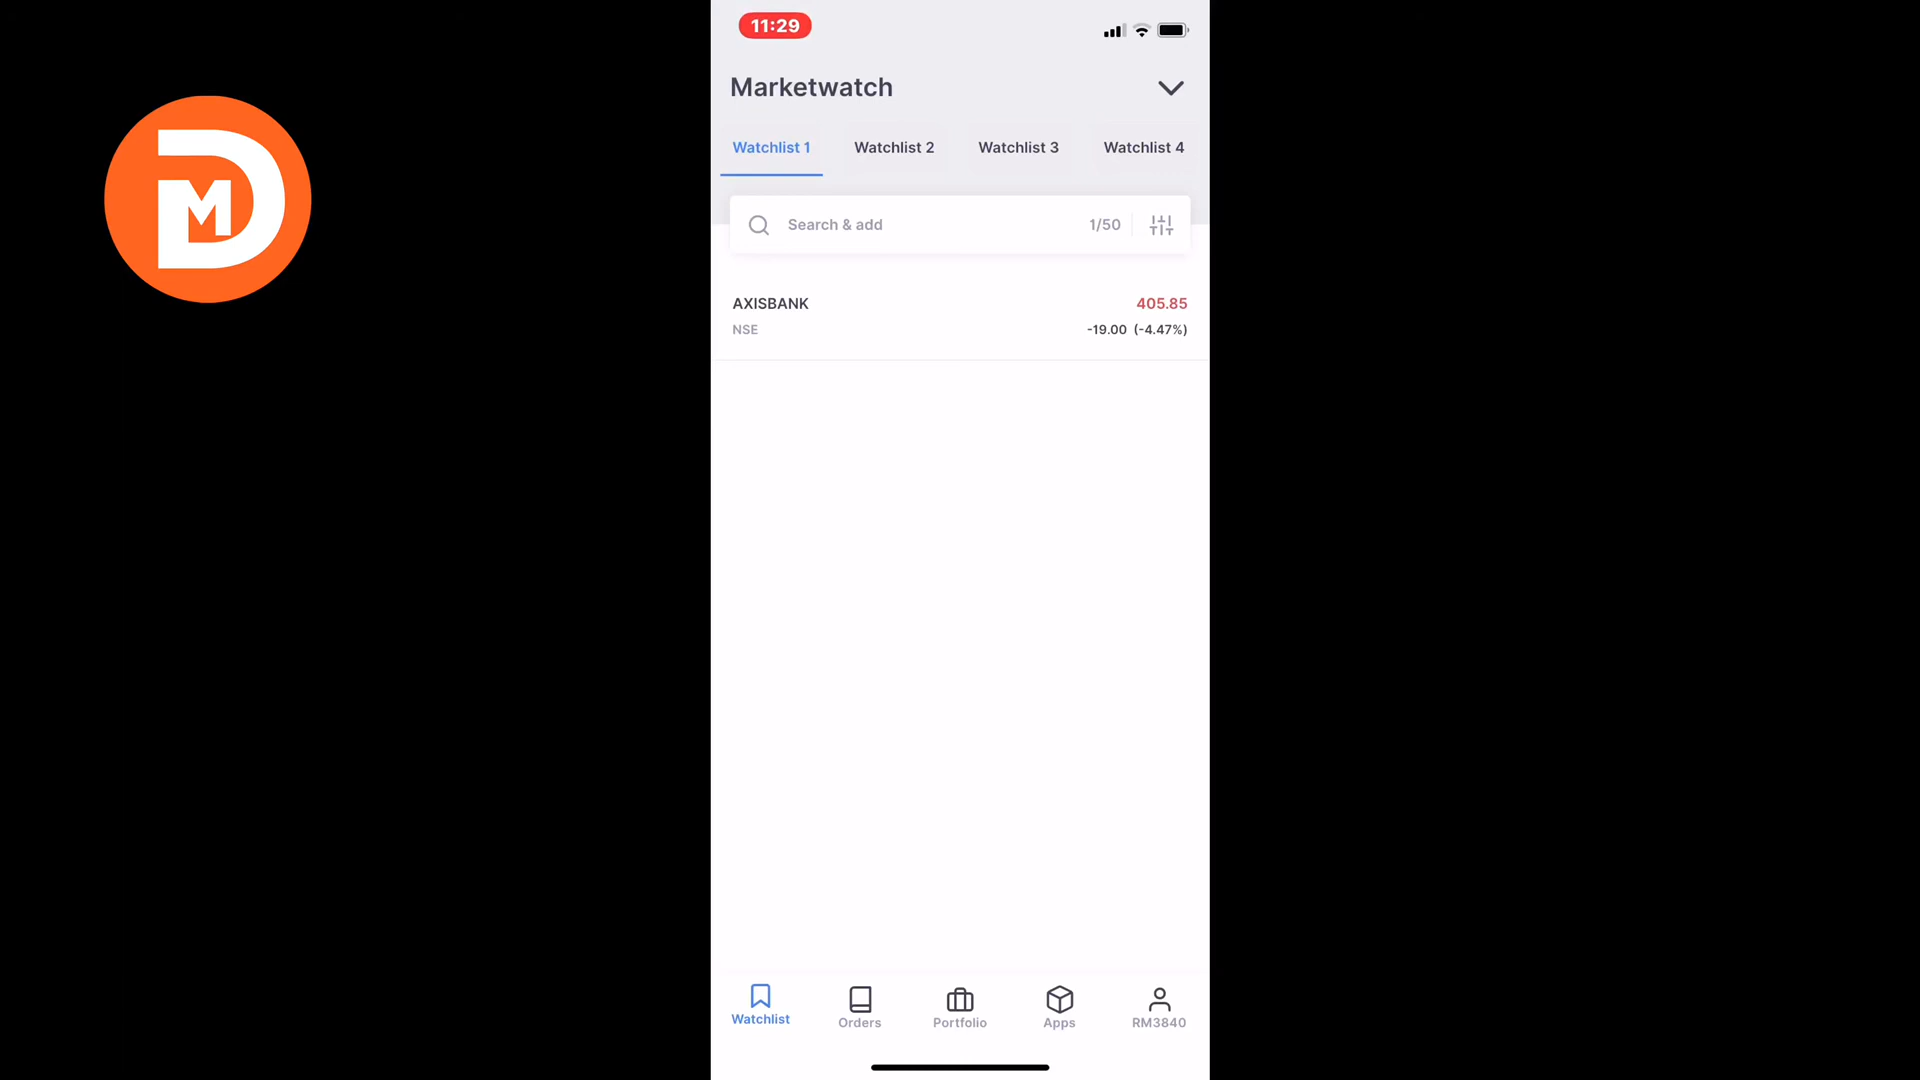 11:29
Marketwatch
Watchlist 1 Watchlist 2 Watchlist 3 Watchlist 4
Search & add 1/50
AXISBANK 405.85
NSE -19.00 (-4.47%)
Watchlist Orders Portfolio Apps RM3840
DM